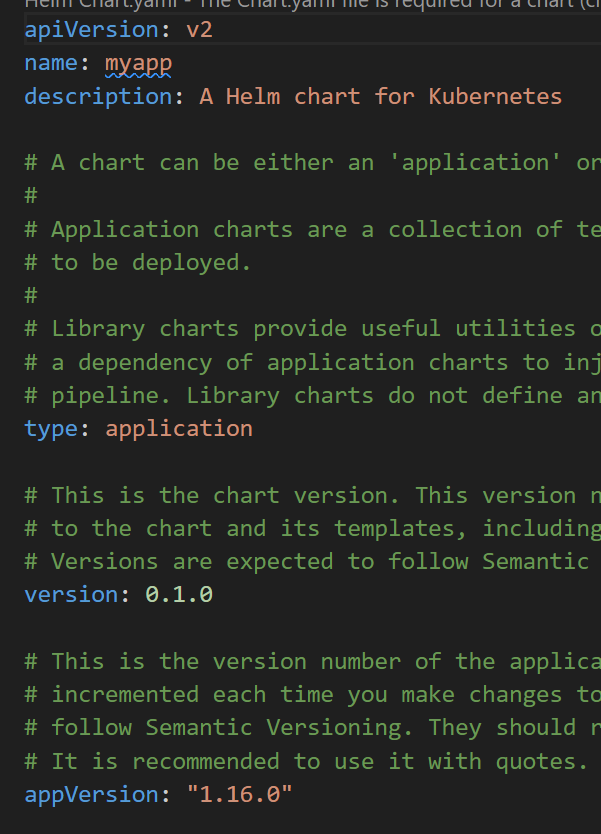 Helm Chart.yaml - The Chart.yaml file is required for a chart
apiVersion: v2
name: myapp
description: A Helm chart for Kubernetes
# A chart can be either an 'application' or
#
# Application charts are a collection of
# to be deployed.
#
# Library charts provide useful utilities
# a dependency of application charts to
# pipeline. Library charts do not define
type: application
# This is the chart version. This version
# to the chart and its templates, including
# Versions are expected to follow Semantic
version: 0.1.0
# This is the version number of the
# incremented each time you make changes to
# follow Semantic Versioning. They should
# It is recommended to use it with quotes.
appVersion: "1.16.0"